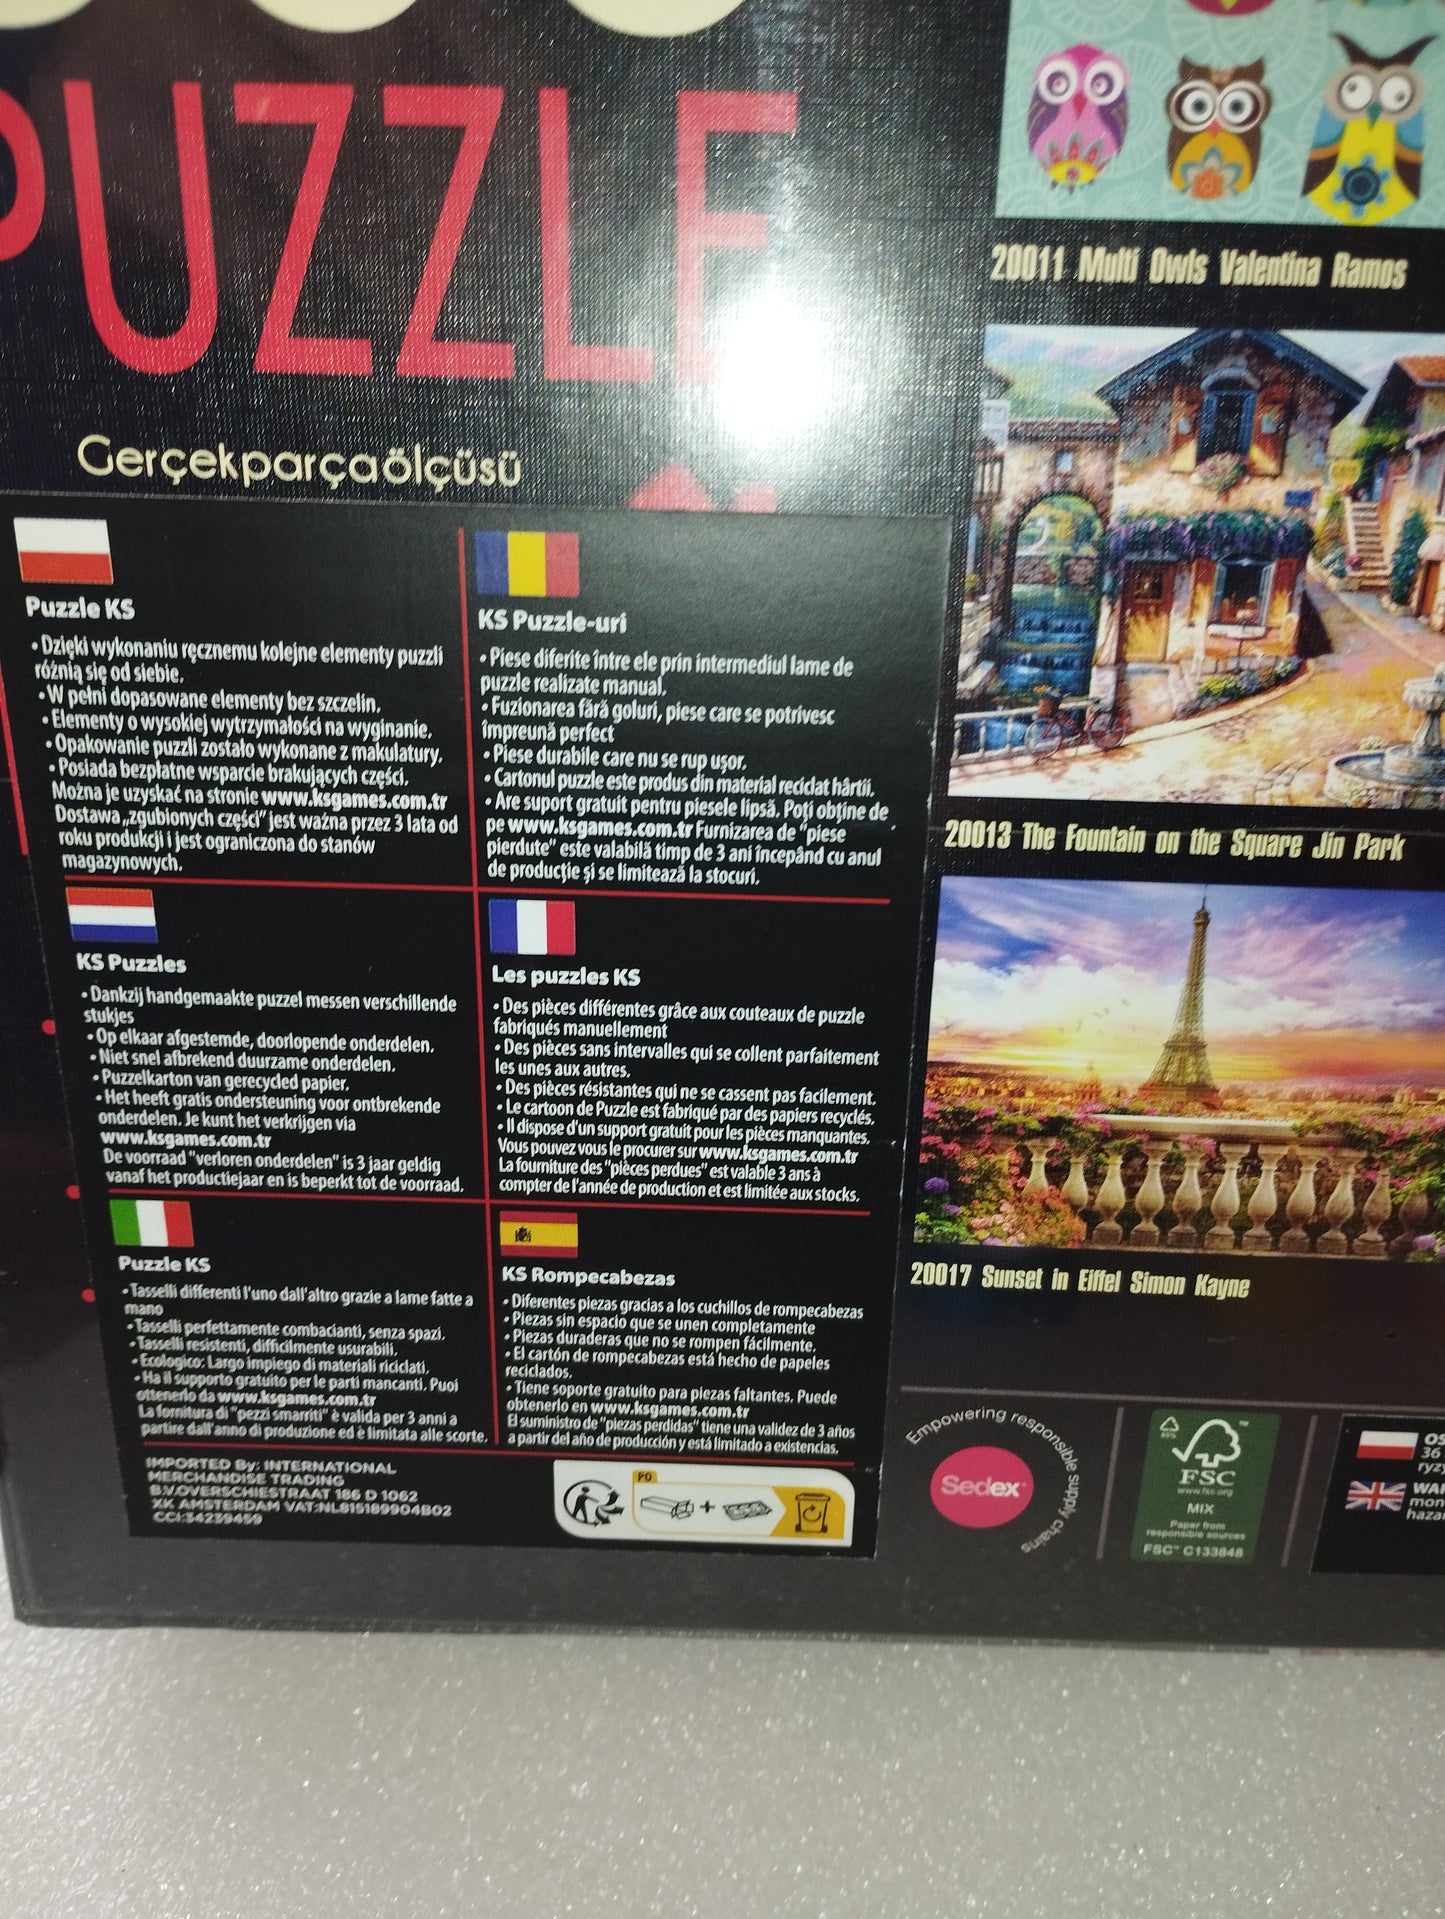 PUZZLE
Gerçek parça ölçüsü
Puzzle KS
• Dzięki wykonaniu ręcznemu kolejne elementy puzzli
różnią się od siebie.
• W pełni dopasowane elementy bez szczelin.
• Elementy o wysokiej wytrzymałości na wyginanie.
• Opakowanie puzzli zostało wykonane z makulatury.
• Posiada bezpłatne wsparcie brakujących części.
Można je uzyskać na stronie www.ksgames.com.tr
Dostawa „zgubionych części" jest ważna przez 3 lata od
roku produkcji i jest ograniczona do stanów
magazynowych.
KS Puzzle-uri
• Piese diferite între ele prin intermediul lame de
puzzle realizate manual.
• Fuzionarea fără goluri, piese care se potrivesc
împreună perfect
• Piese durabile care nu se rup ușor.
• Cartonul puzzle este produs din material reciclat hârtii.
• Are suport gratuit pentru piesele lipsă. Poți obține de
pe www.ksgames.com.tr Furnizarea de "piese
pierdute" este valabilă timp de 3 ani începând cu anul
de producție și se limitează la stocuri.
KS Puzzles
• Dankzij handgemaakte puzzel messen verschillende
stukjes
• Op elkaar afgestemde, doorlopende onderdelen.
• Niet snel afbrekend duurzame onderdelen.
• Puzzelkarton van gerecycled papier.
• Het heeft gratis ondersteuning voor ontbrekende
onderdelen. Je kunt het verkrijgen via
www.ksgames.com.tr
De voorraad "verloren onderdelen" is 3 jaar geldig
vanaf het productiejaar en is beperkt tot de voorraad.
Les puzzles KS
• Des pièces différentes grâce aux couteaux de puzzle
fabriqués manuellement
• Des pièces sans intervalles qui se collent parfaitement
les unes aux autres.
• Des pièces résistantes qui ne se cassent pas facilement.
• Le cartoon de Puzzle est fabriqué par des papiers recyclés.
• Il dispose d'un support gratuit pour les pièces manquantes.
Vous pouvez vous le procurer sur www.ksgames.com.tr
La fourniture des "pièces perdues" est valable 3 ans à
compter de l'année de production et est limitée aux stocks.
Puzzle KS
• Tasselli differenti l'uno dall'altro grazie a lame fatte a
mano
• Tasselli perfettamente combacianti, senza spazi.
• Tasselli resistenti, difficilmente usurabili.
• Ecologico: Largo impiego di materiali riciclati.
• Ha il supporto gratuito per le parti mancanti. Puoi
ottenerlo da www.ksgames.com.tr
La fornitura di "pezzi smarriti" è valida per 3 anni a
partire dall'anno di produzione ed è limitata alle scorte.
KS Rompecabezas
• Diferentes piezas gracias a los cuchillos de rompecabezas
• Piezas sin espacio que se unen completamente
• Piezas duraderas que no se rompen fácilmente.
• El cartón de rompecabezas está hecho de papeles
reciclados.
• Tiene soporte gratuito para piezas faltantes. Puede
obtenerlo en www.ksgames.com.tr
El suministro de "piezas perdidas" tiene una validez de 3 años
a partir del año de producción y está limitado a existencias.
IMPORTED By: INTERNATIONAL
MERCHANDISE TRADING
B.V.OVERSCHIESTRAAT 186 D 1062
XK AMSTERDAM VAT:NL815189904B02
CCI:34239459
20011 Multi Owls Valentina Ramos
20013 The Fountain on the Square Jin Park
20017 Sunset in Eiffel Simon Kayne
Empowering responsible supply chains
Sedex
FSC
www.fsc.org
MIX
Paper from
responsible sources
FSC™ C133848